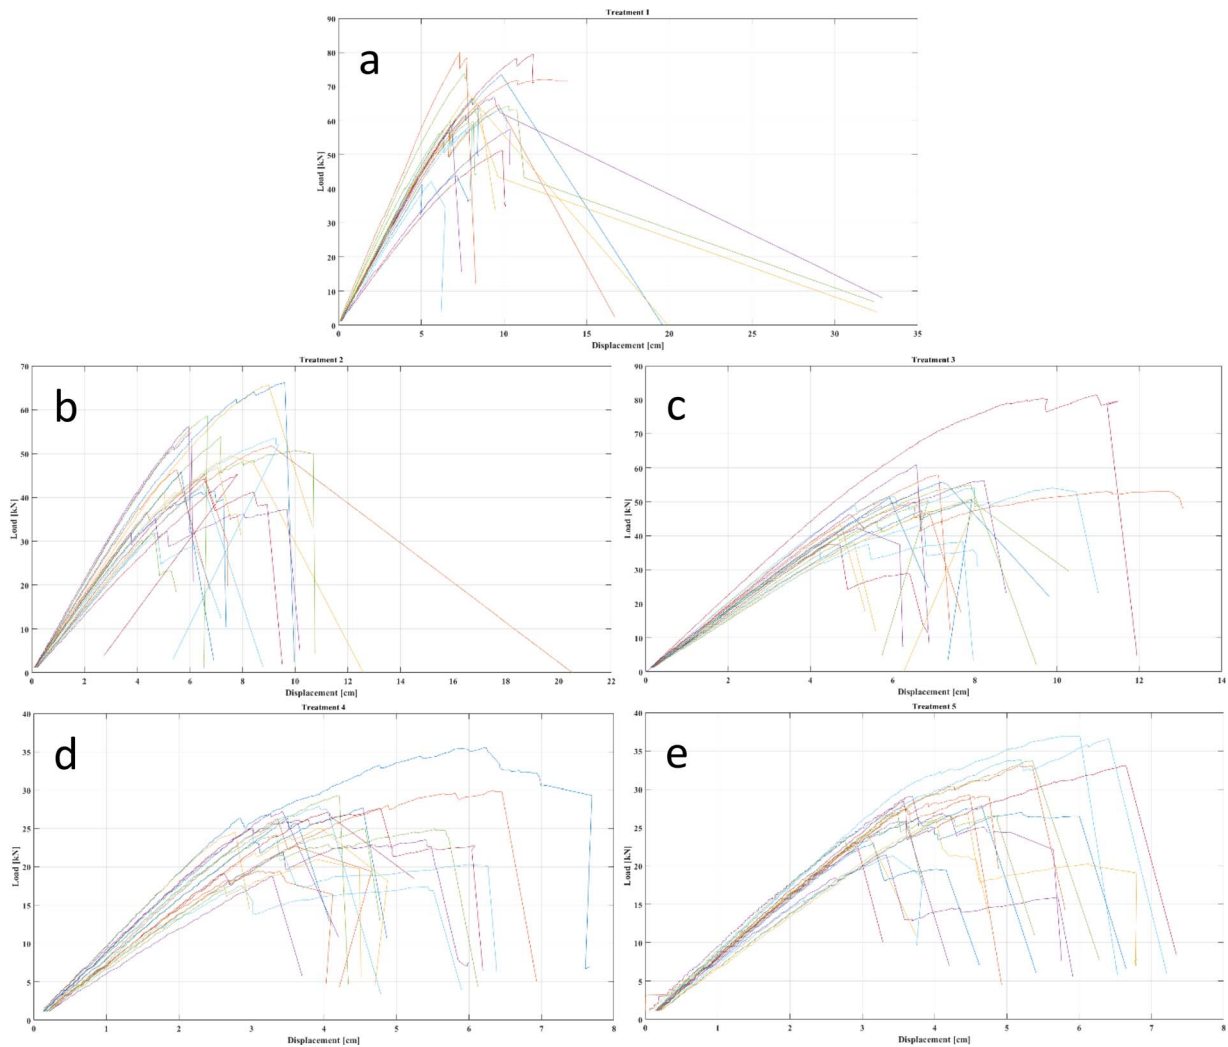 Treatment 1
a
Load [kN]
90
80
70
60
50
40
30
20
10
0
0 5 10 15 20 25 30 35
Displacement [cm]
Treatment 2
b
Load [kN]
70
60
50
40
30
20
10
0
0 2 4 6 8 10 12 14 16 18 20 22
Displacement [cm]
Treatment 3
c
Load [kN]
90
80
70
60
50
40
30
20
10
0
0 2 4 6 8 10 12 14
Displacement [cm]
Treatment 4
d
Load [kN]
40
35
30
25
20
15
10
5
0
0 1 2 3 4 5 6 7 8
Displacement [cm]
Treatment 5
e
Load [kN]
40
35
30
25
20
15
10
5
0
0 1 2 3 4 5 6 7 8
Displacement [cm]